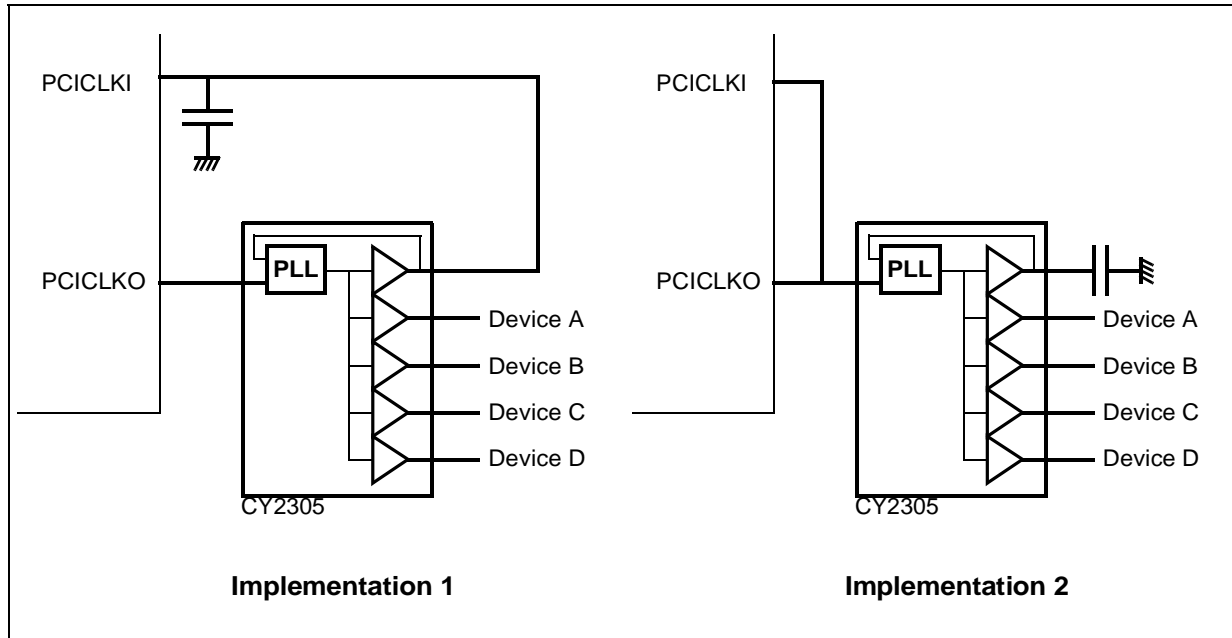 PCICLKI
PCICLKO
PLL
Device A
Device B
Device C
Device D
CY2305
Implementation 1
PCICLKI
PCICLKO
PLL
Device A
Device B
Device C
Device D
CY2305
Implementation 2